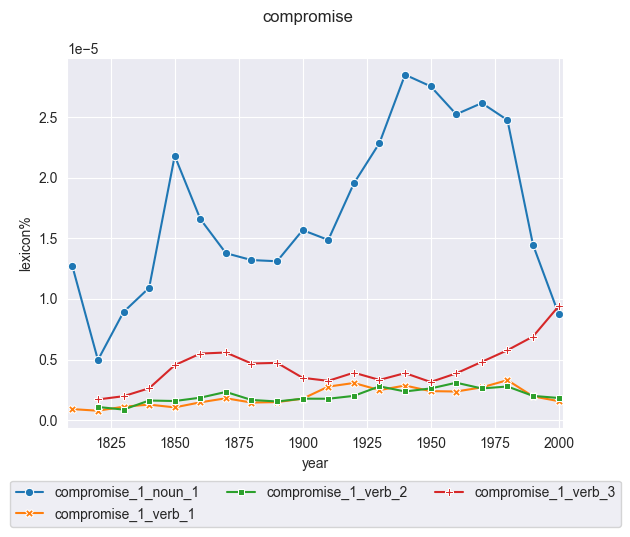 compromise
1e−5
2.5
2.0
1.5
1.0
0.5
0.0
lexicon%
1825 1850 1875 1900 1925 1950 1975 2000
year
compromise_1_noun_1 compromise_1_verb_2 compromise_1_verb_3
compromise_1_verb_1